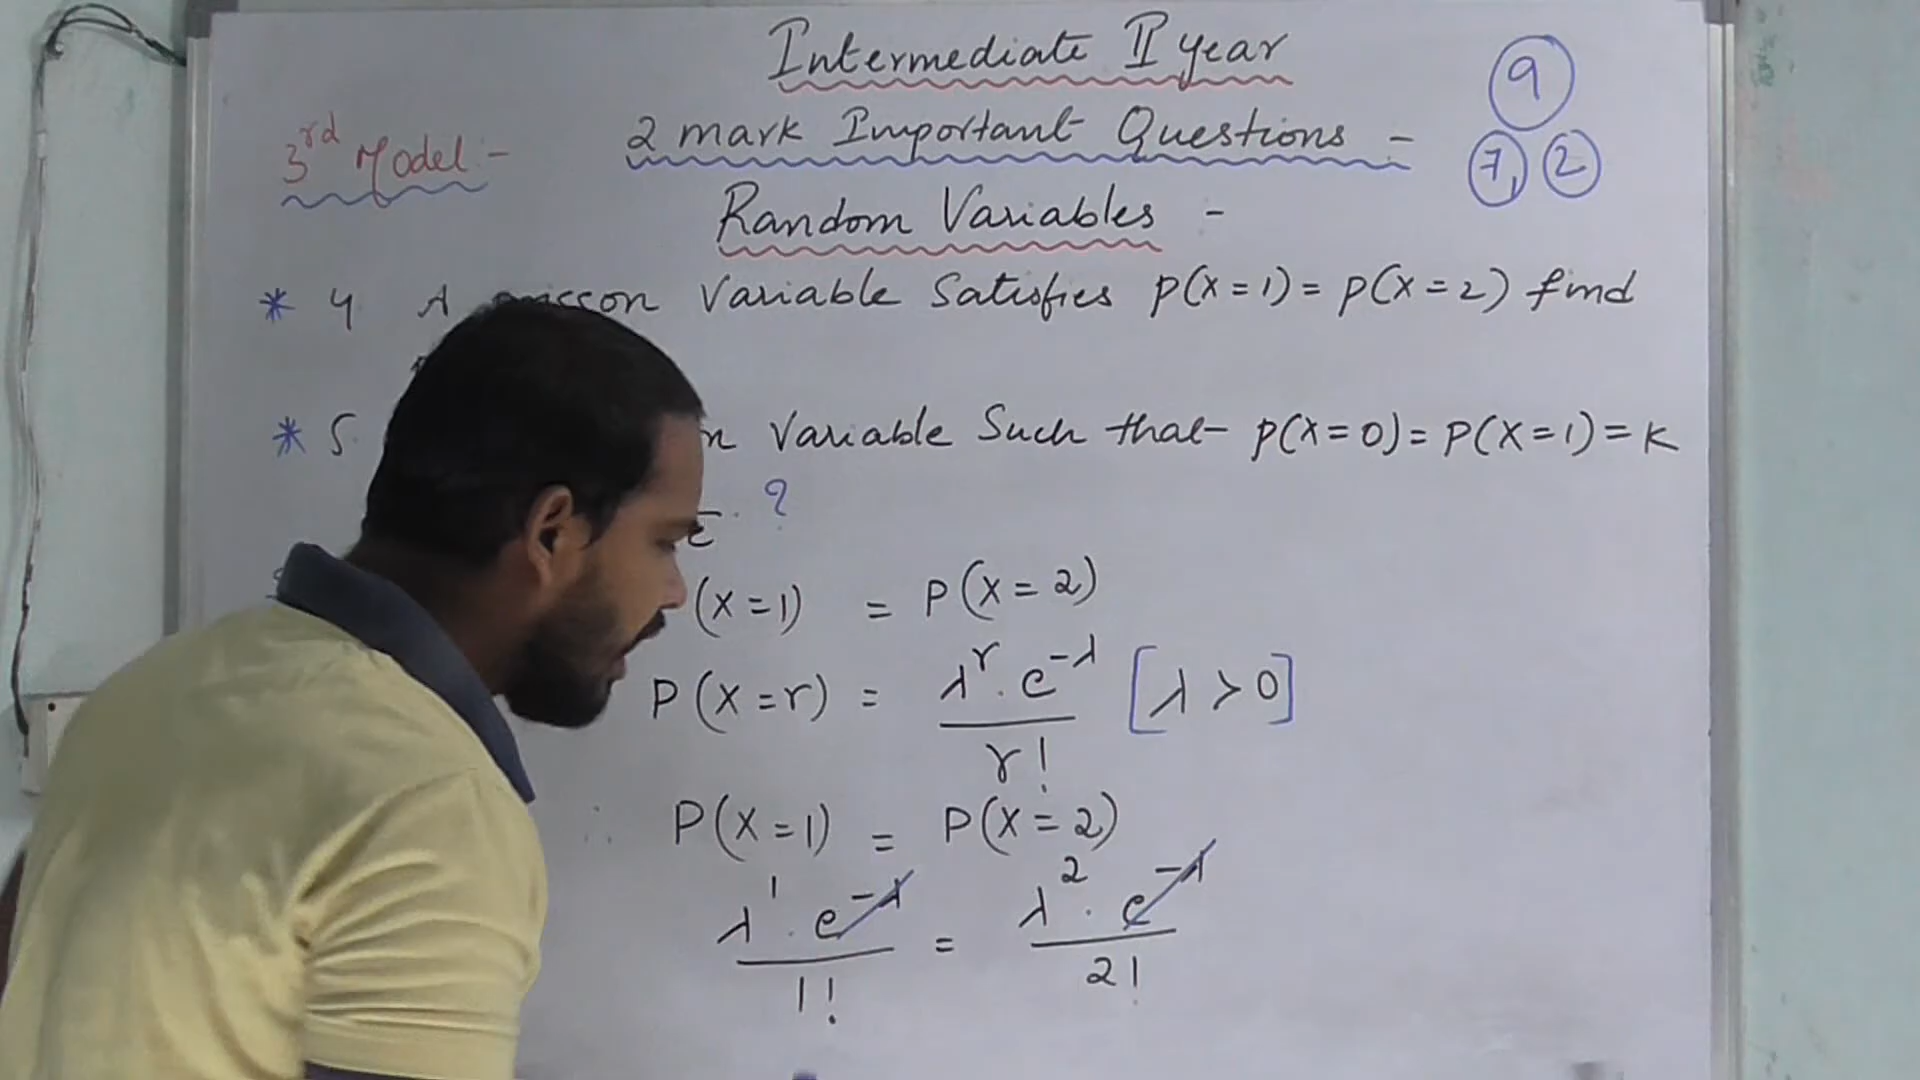 Intermediate II year
9
3rd Model:-
2 mark Important Questions -
7, 2
Random Variables -
* 4 A Variable Satisfies p(x=1) = p(x=2) find
* 5. Variable Such that p(x=0) = P(x=1) = K
?
(x=1) = P(x=2)
P(x=r) = λ^r . e^-λ / r! [λ > 0]
∴ P(x=1) = P(x=2)
λ^1 . e^-λ / 1! = λ^2 . e^-λ / 2!